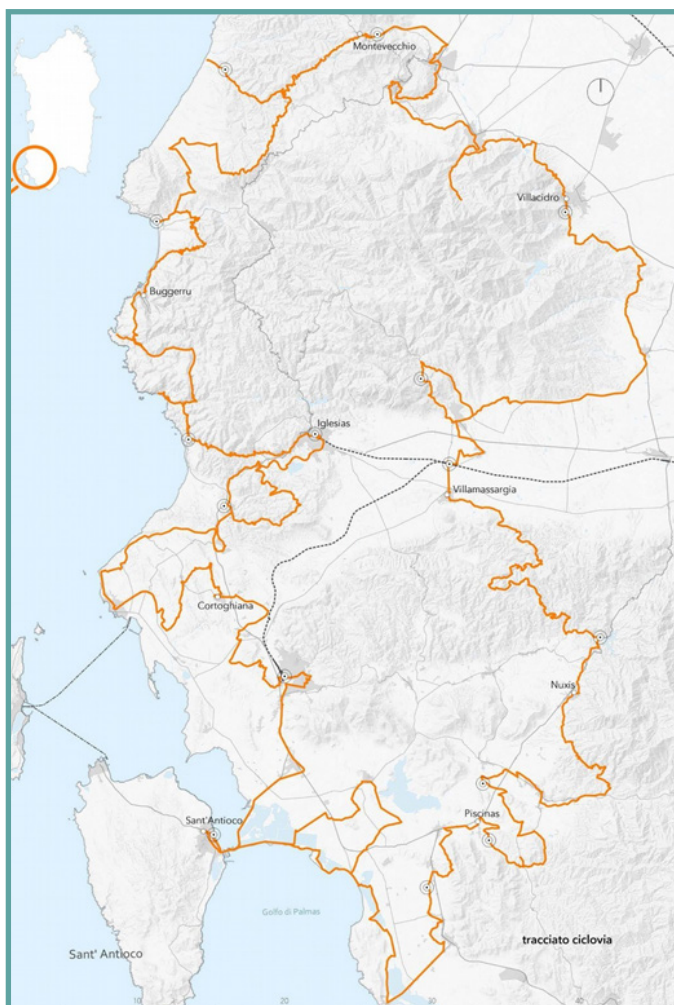 Montevecchio
Villacidro
Buggerru
Iglesias
Villamassargia
Cortoghiana
Nuxis
Piscinas
Sant'Antioco
Golfo di Palmas
tracciato ciclovia
Sant' Antioco
10
20
30
40